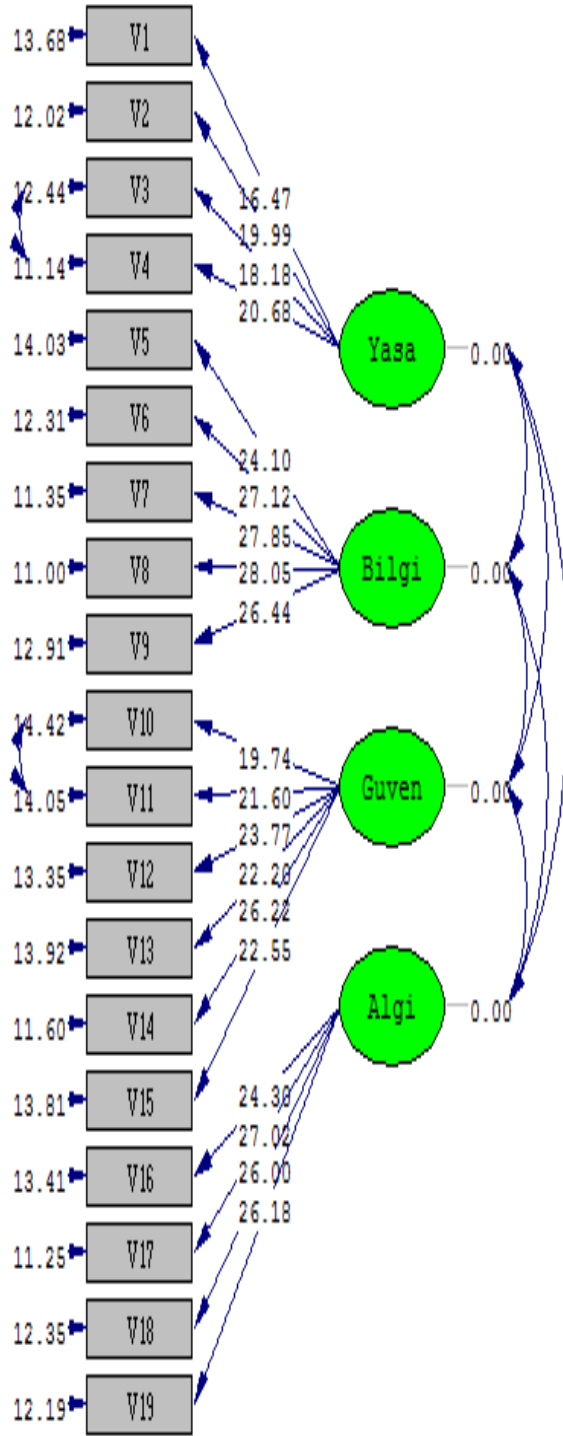 13.68 V1
12.02 V2
12.44 V3
11.14 V4
14.03 V5
12.31 V6
11.35 V7
11.00 V8
12.91 V9
14.42 V10
14.05 V11
13.35 V12
13.92 V13
11.60 V14
13.81 V15
13.41 V16
11.25 V17
12.35 V18
12.19 V19
16.47
19.99
18.18
20.68
24.10
27.12
27.85
28.05
26.44
19.74
21.60
23.77
22.20
26.22
22.55
24.30
27.02
26.00
26.18
Yasa 0.00
Bilgi 0.00
Guven 0.00
Algi 0.00